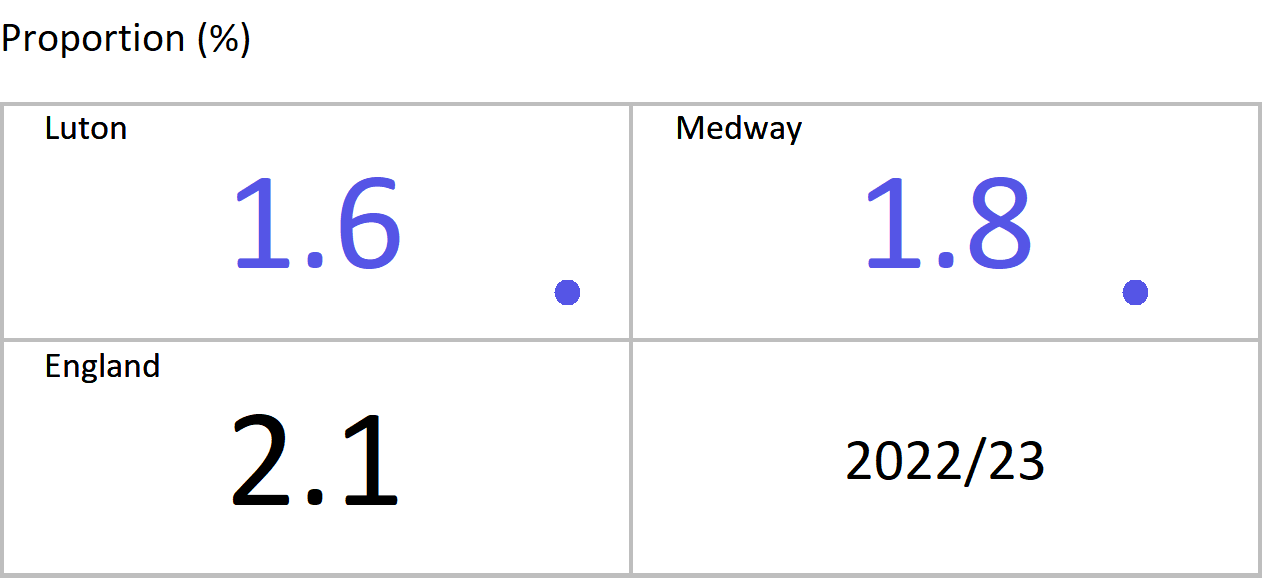 Proportion (%)
Luton
Medway
1.6
1.8
England
2.1
2022/23